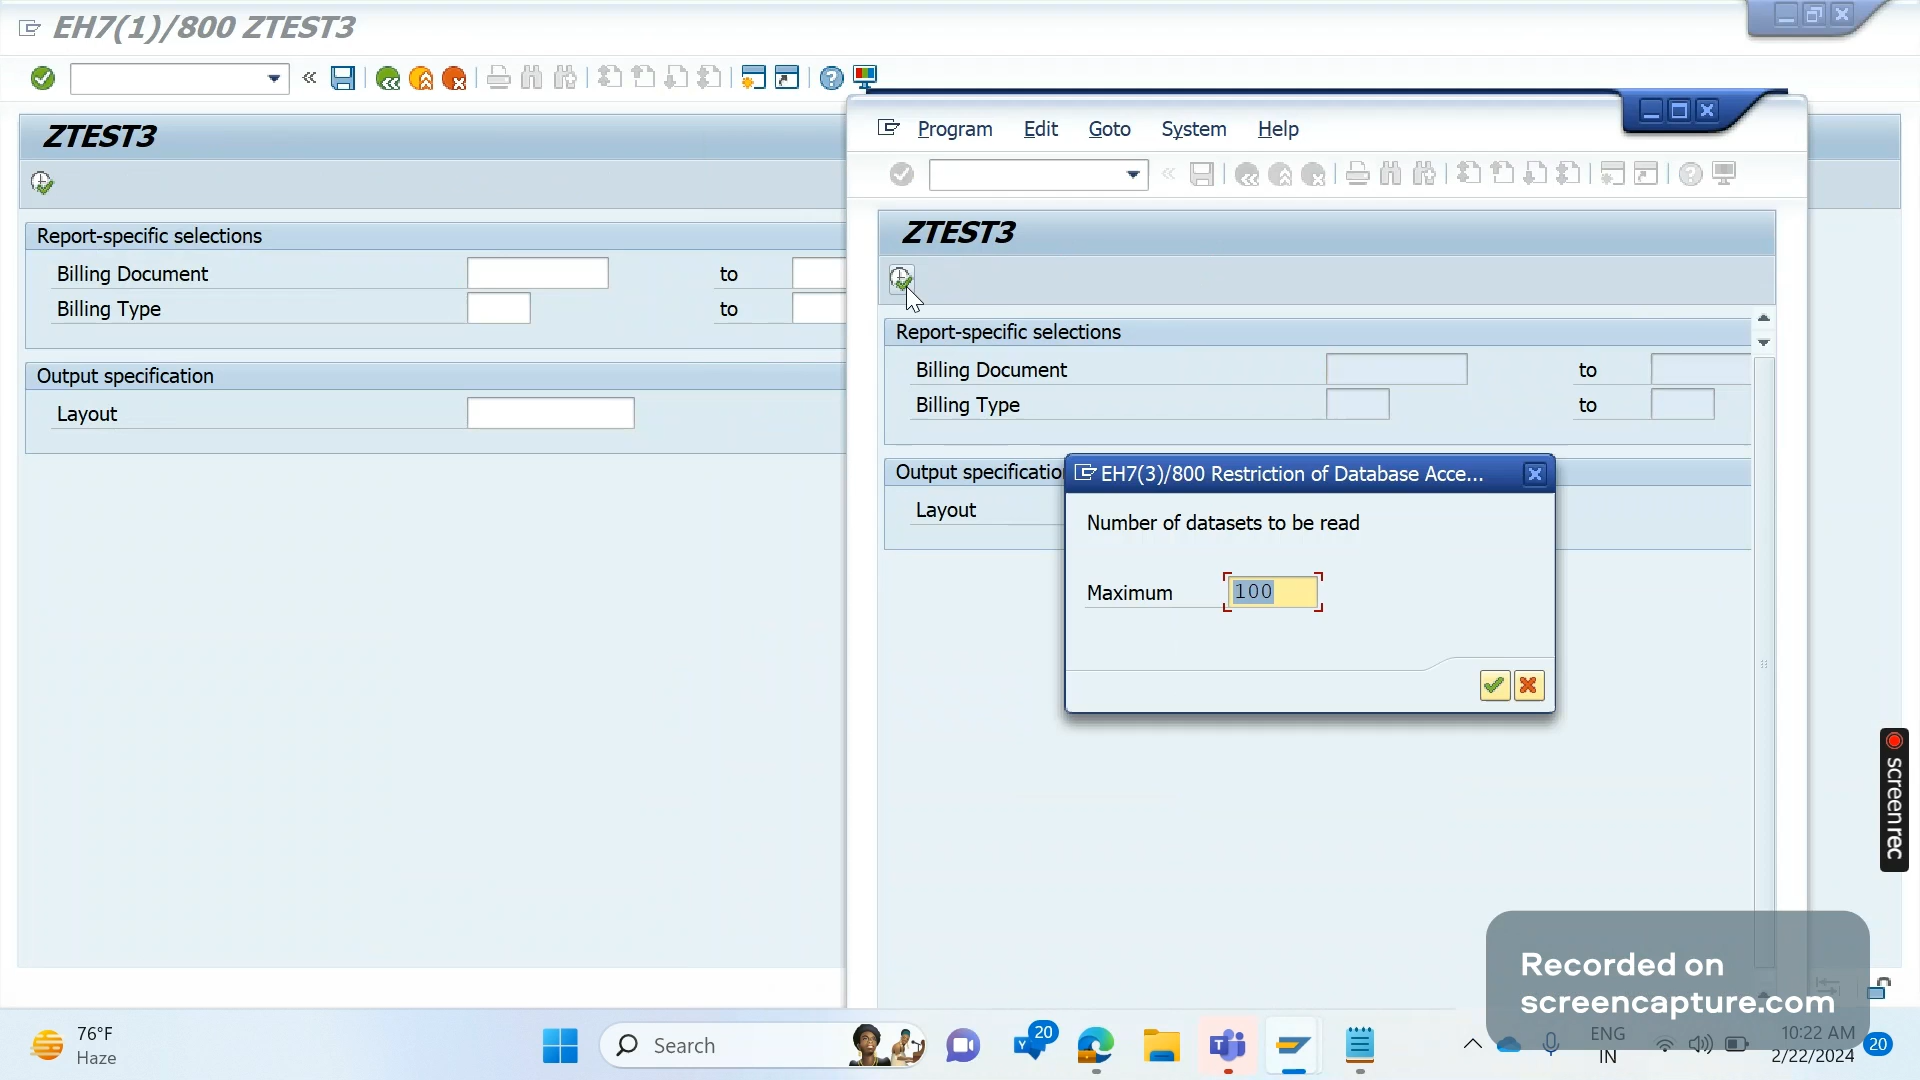 EH7(1)/800 ZTEST3
ZTEST3
Report-specific selections
Billing Document
to
Billing Type
to
Output specification
Layout
Program Edit Goto System Help
ZTEST3
Report-specific selections
Billing Document
to
Billing Type
to
Output specificatio
Layout
EH7(3)/800 Restriction of Database Acce...
Number of datasets to be read
Maximum 100
screenrec
Recorded on
screencapture.com
76°F
Haze
Search
20
ENG
IN
10:22 AM
2/22/2024
20